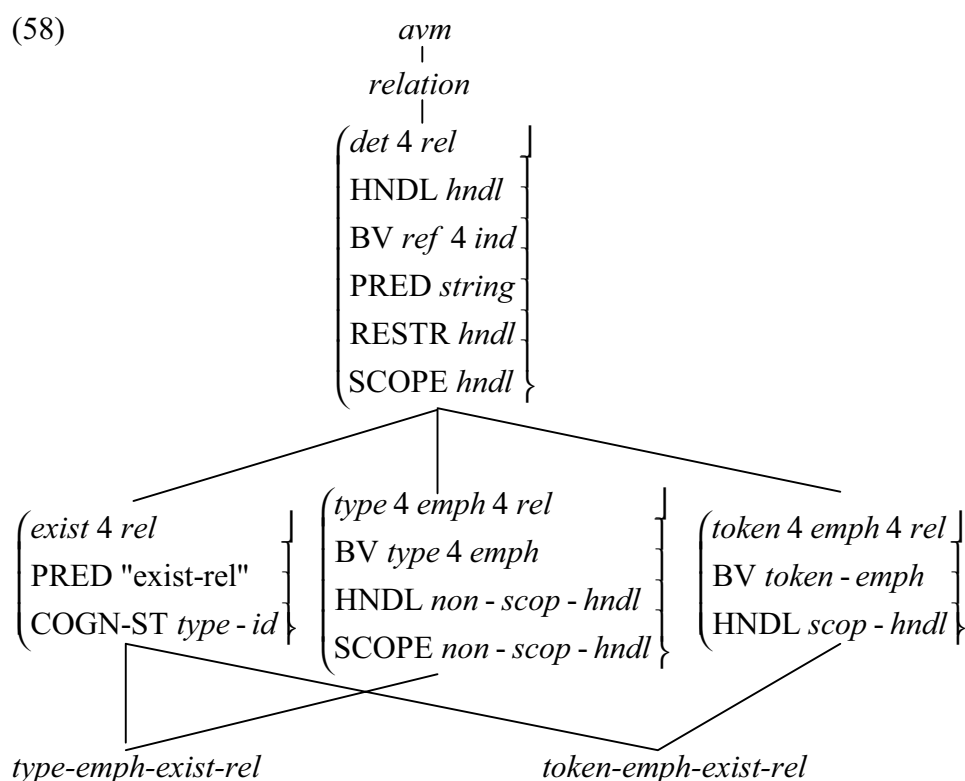 (58)
avm
relation
det 4 rel
HNDL hndl
BV ref 4 ind
PRED string
RESTR hndl
SCOPE hndl
exist 4 rel
PRED "exist-rel"
COGN-ST type - id
type 4 emph 4 rel
BV type 4 emph
HNDL non - scop - hndl
SCOPE non - scop - hndl
token 4 emph 4 rel
BV token - emph
HNDL scop - hndl
type-emph-exist-rel
token-emph-exist-rel